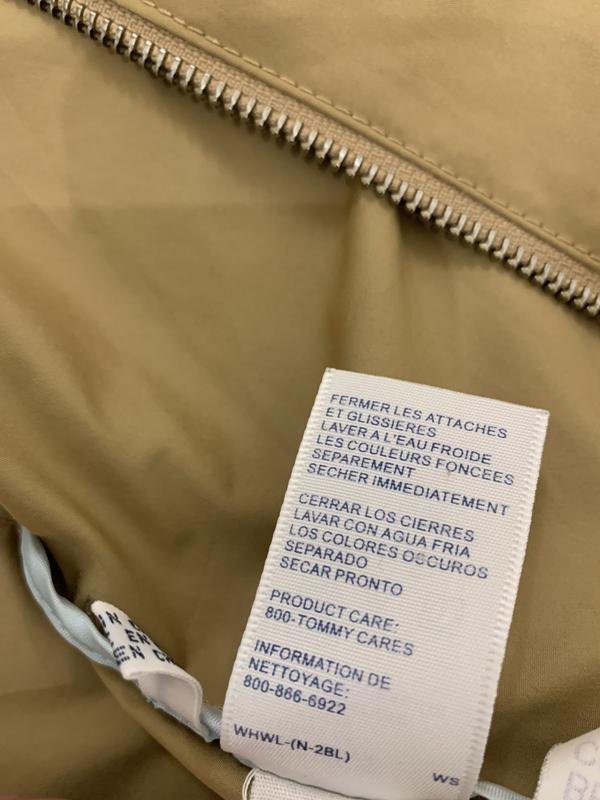 FERMER LES ATTACHES
ET GLISSIERES
LAVER A L'EAU FROIDE
LES COULEURS FONCEES
SEPAREMENT
SECHER IMMEDIATEMENT
CERRAR LOS CIERRES
LAVAR CON AGUA FRIA
LOS COLORES OSCUROS
SEPARADO
SECAR PRONTO
PRODUCT CARE:
800-TOMMY CARES
INFORMATION DE
NETTOYAGE:
800-866-6922
WHWL-(N-2BL)
WS